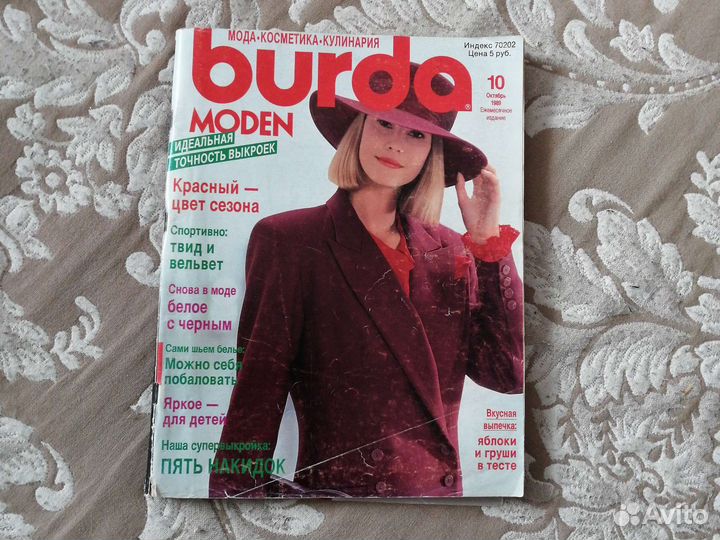 МОДА•КОСМЕТИКА•КУЛИНАРИЯ
Индекс 70202
Цена 5 руб.
burda
®
MODEN
10
Октябрь
1989
Ежемесячное
издание
ИДЕАЛЬНАЯ
ТОЧНОСТЬ ВЫКРОЕК
Красный —
цвет сезона
Спортивно:
твид и
вельвет
Снова в моде
белое
с черным
Сами шьем белье:
Можно себя
побаловать
Яркое —
для детей
Наша супервыкройка:
ПЯТЬ НАКИДОК
Вкусная
выпечка:
яблоки
и груши
в тесте
Avito